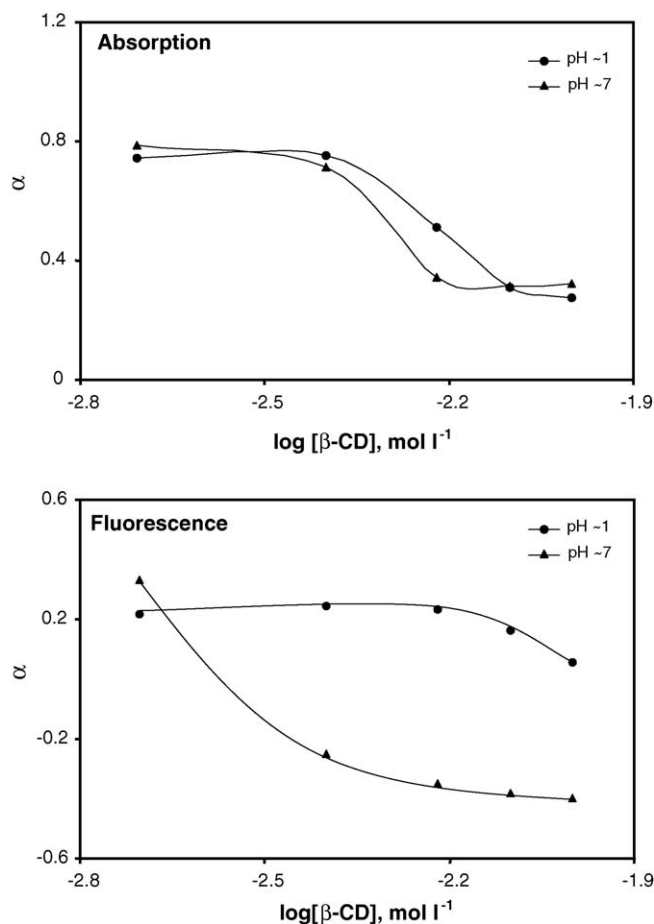 1.2
Absorption
pH ~1
pH ~7
0.8
α
0.4
0
-2.8
-2.5
-2.2
-1.9
log [β-CD], mol l⁻¹
0.6
Fluorescence
pH ~1
pH ~7
0.2
α
-0.2
-0.6
-2.8
-2.5
-2.2
-1.9
log[β-CD], mol l⁻¹